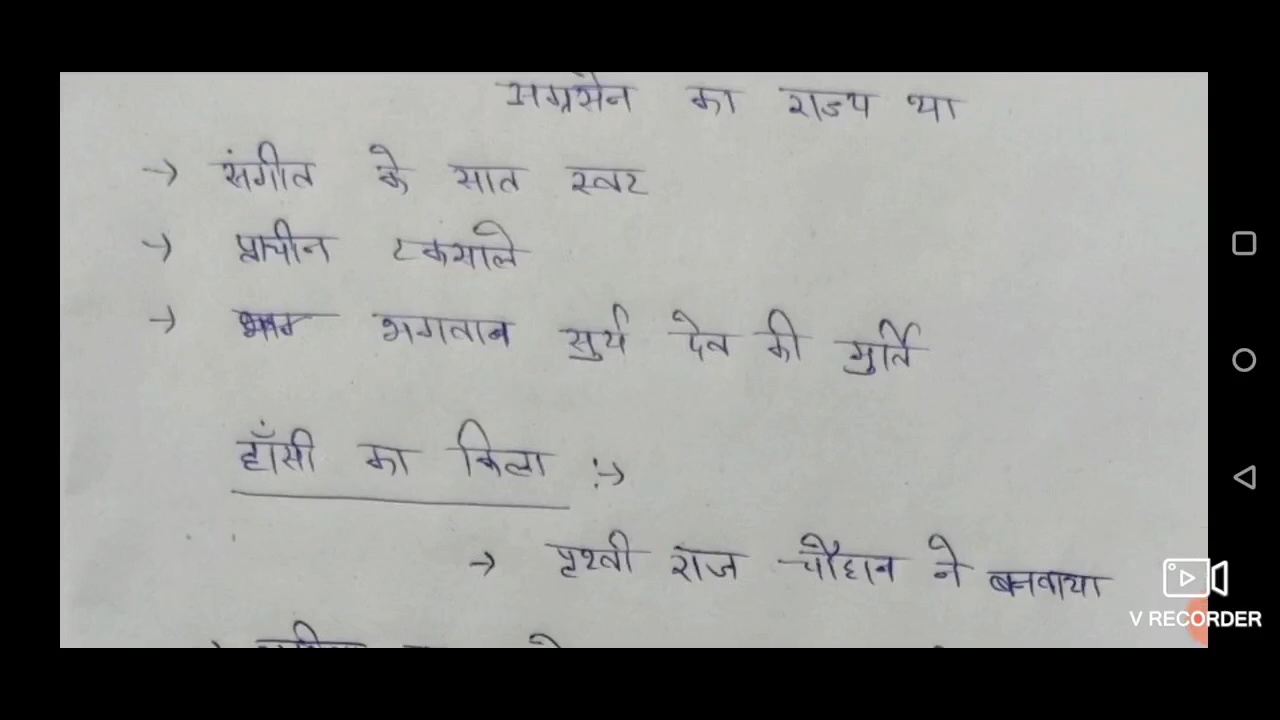 अग्रसेन का राज्य था
→ संगीत के सात स्वर
→ प्राचीन टकसाले
→ भगवान सुर्य देव की मुर्ति
हाँसी का किला :→
→ पृथ्वी राज चौहान ने बनवाया
V RECORDER